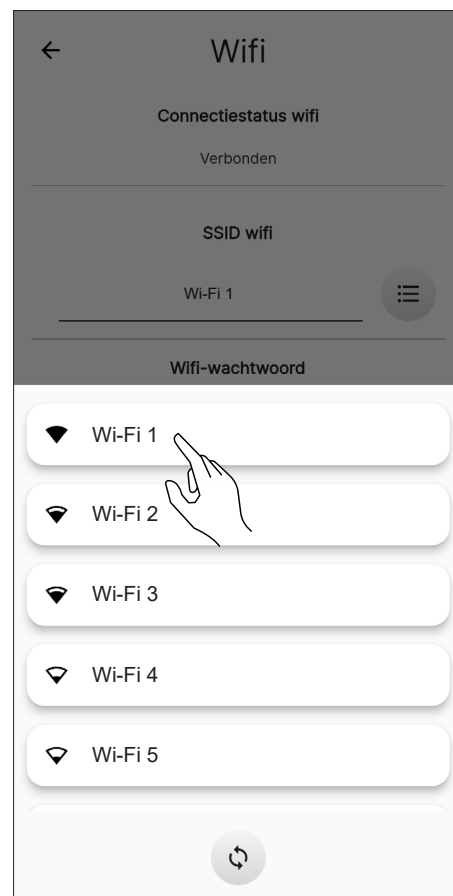 Wifi
Connectiestatus wifi
Verbonden
SSID wifi
Wi-Fi 1
Wifi-wachtwoord
Wi-Fi 1
Wi-Fi 2
Wi-Fi 3
Wi-Fi 4
Wi-Fi 5